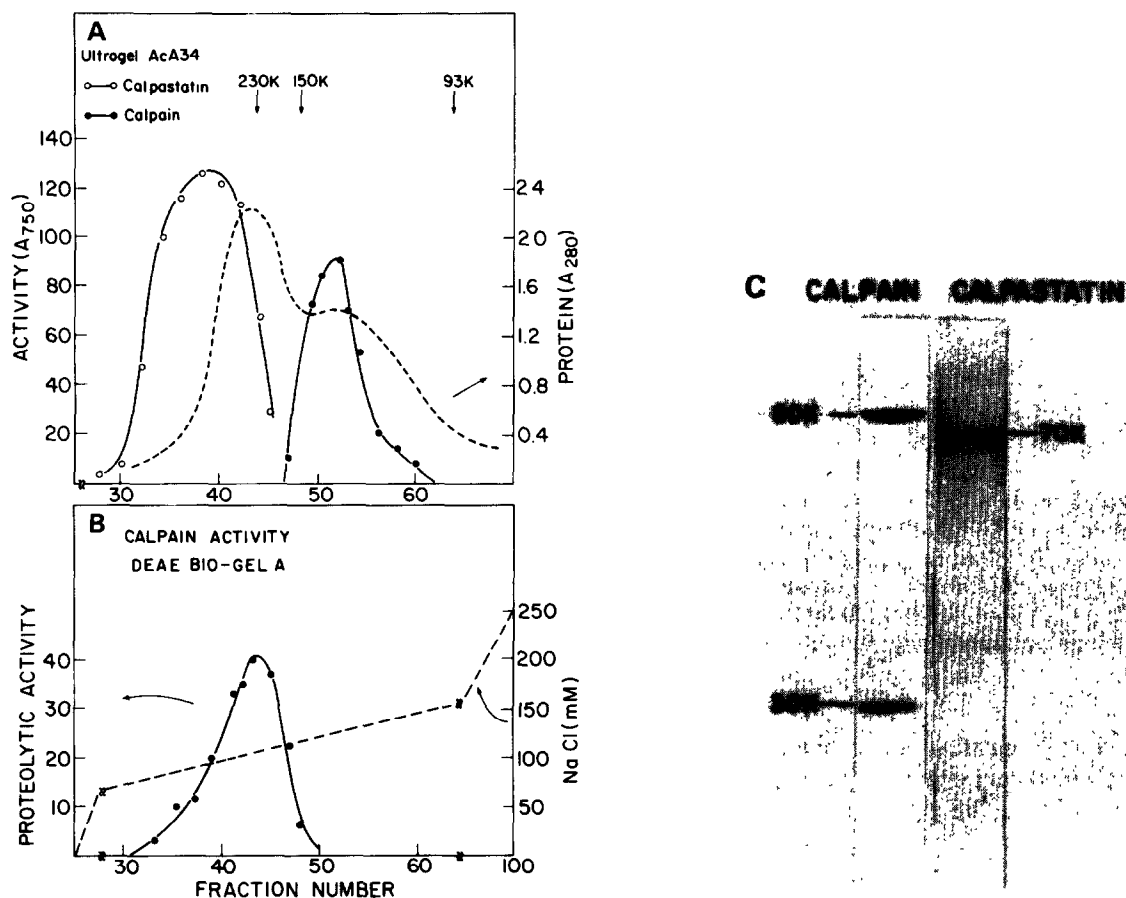 A
Ultrogel AcA34
Calpastatin
Calpain
230K
150K
93K
140
120
100
80
60
40
20
ACTIVITY (A750)
2.4
2.0
1.6
1.2
0.8
0.4
PROTEIN (A280)
30
40
50
60
B
CALPAIN ACTIVITY
DEAE BIO-GEL A
40
30
20
10
PROTEOLYTIC ACTIVITY
250
200
150
100
50
NaCl (mM)
30
40
50
60
100
FRACTION NUMBER
C
CALPAIN
CALPASTATIN
80K
70K
30K